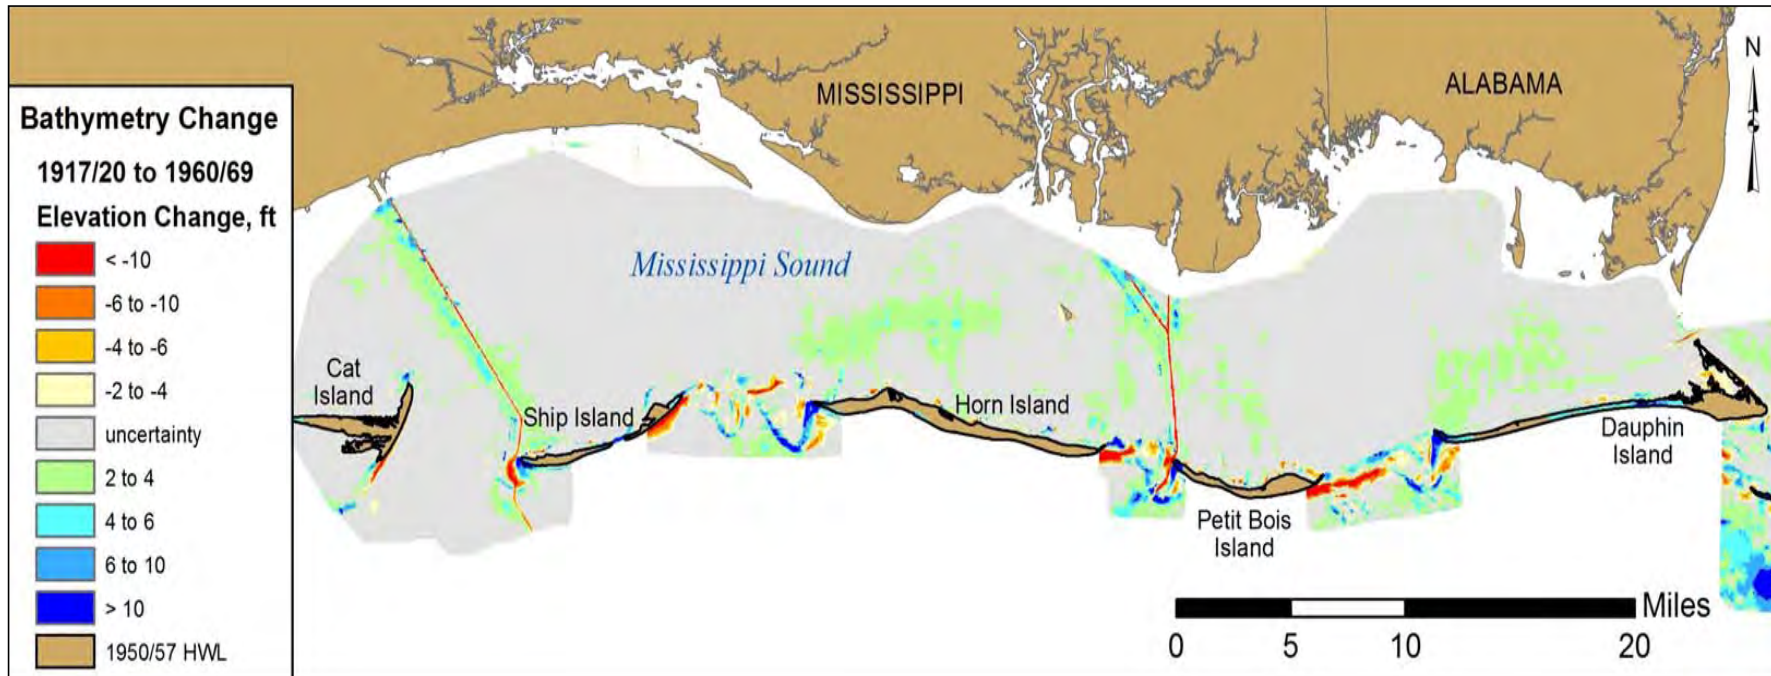 MISSISSIPPI
ALABAMA
N
Bathymetry Change
1917/20 to 1960/69
Elevation Change, ft
< -10
-6 to -10
-4 to -6
-2 to -4
uncertainty
2 to 4
4 to 6
6 to 10
> 10
1950/57 HWL
Mississippi Sound
Cat
Island
Ship Island
Horn Island
Petit Bois
Island
Dauphin
Island
Miles
0 5 10 20